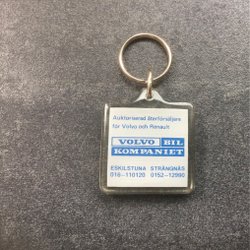 Auktoriserad återförsäljare
för Volvo och Renault
VOLVO BIL
KOMPANIET
ESKILSTUNA STRÄNGNÄS
016-110120 0152-12990